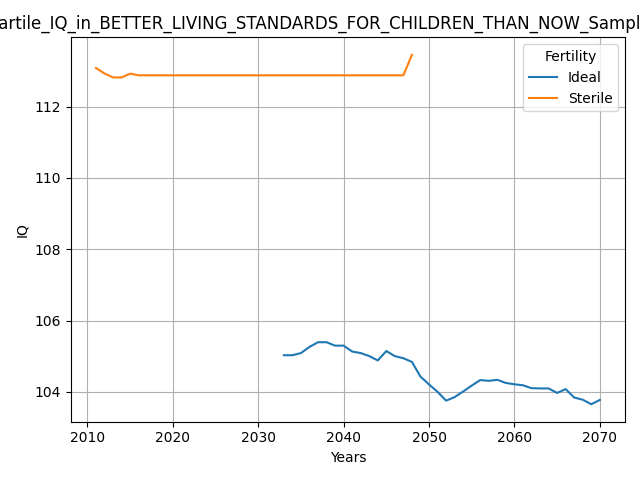 artile_IQ_in_BETTER_LIVING_STANDARDS_FOR_CHILDREN_THAN_NOW_Sampl
Fertility
Ideal
Sterile
IQ
112
110
108
106
104
2010 2020 2030 2040 2050 2060 2070
Years